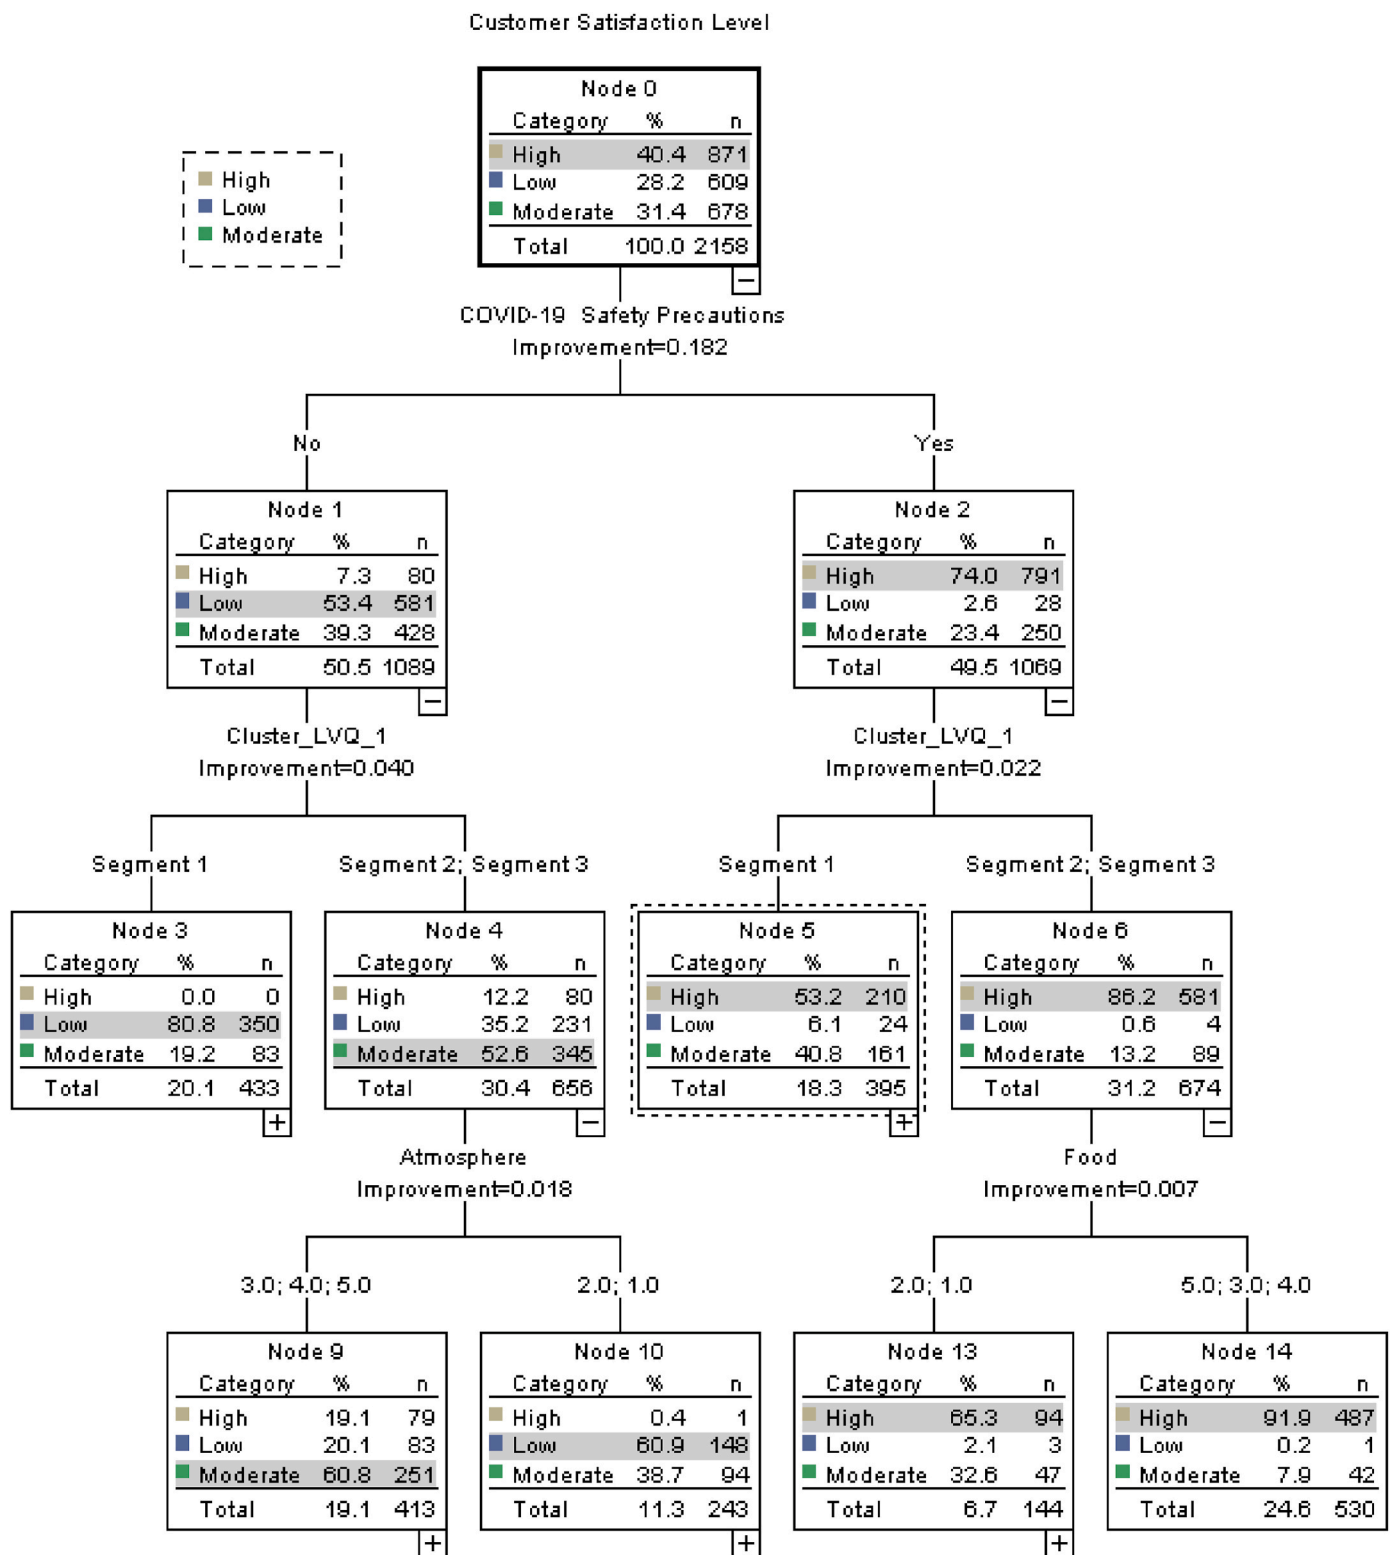 Customer Satisfaction Level
Node 0
Category % n
High 40.4 871
Low 28.2 609
Moderate 31.4 678
Total 100.0 2158
High
Low
Moderate
COVID-19 Safety Precautions
Improvement=0.182
No
Yes
Node 1
Category % n
High 7.3 80
Low 53.4 581
Moderate 39.3 428
Total 50.5 1089
Node 2
Category % n
High 74.0 791
Low 2.6 28
Moderate 23.4 250
Total 49.5 1069
Cluster_LVQ_1
Improvement=0.040
Cluster_LVQ_1
Improvement=0.022
Segment 1
Segment 2; Segment 3
Segment 1
Segment 2; Segment 3
Node 3
Category % n
High 0.0 0
Low 80.8 350
Moderate 19.2 83
Total 20.1 433
Node 4
Category % n
High 12.2 80
Low 35.2 231
Moderate 52.6 345
Total 30.4 656
Node 5
Category % n
High 53.2 210
Low 6.1 24
Moderate 40.8 161
Total 18.3 395
Node 6
Category % n
High 86.2 581
Low 0.6 4
Moderate 13.2 89
Total 31.2 674
Atmosphere
Improvement=0.018
Food
Improvement=0.007
3.0; 4.0; 5.0
2.0; 1.0
2.0; 1.0
5.0; 3.0; 4.0
Node 9
Category % n
High 19.1 79
Low 20.1 83
Moderate 60.8 251
Total 19.1 413
Node 10
Category % n
High 0.4 1
Low 60.9 148
Moderate 38.7 94
Total 11.3 243
Node 13
Category % n
High 65.3 94
Low 2.1 3
Moderate 32.6 47
Total 6.7 144
Node 14
Category % n
High 91.9 487
Low 0.2 1
Moderate 7.9 42
Total 24.6 530